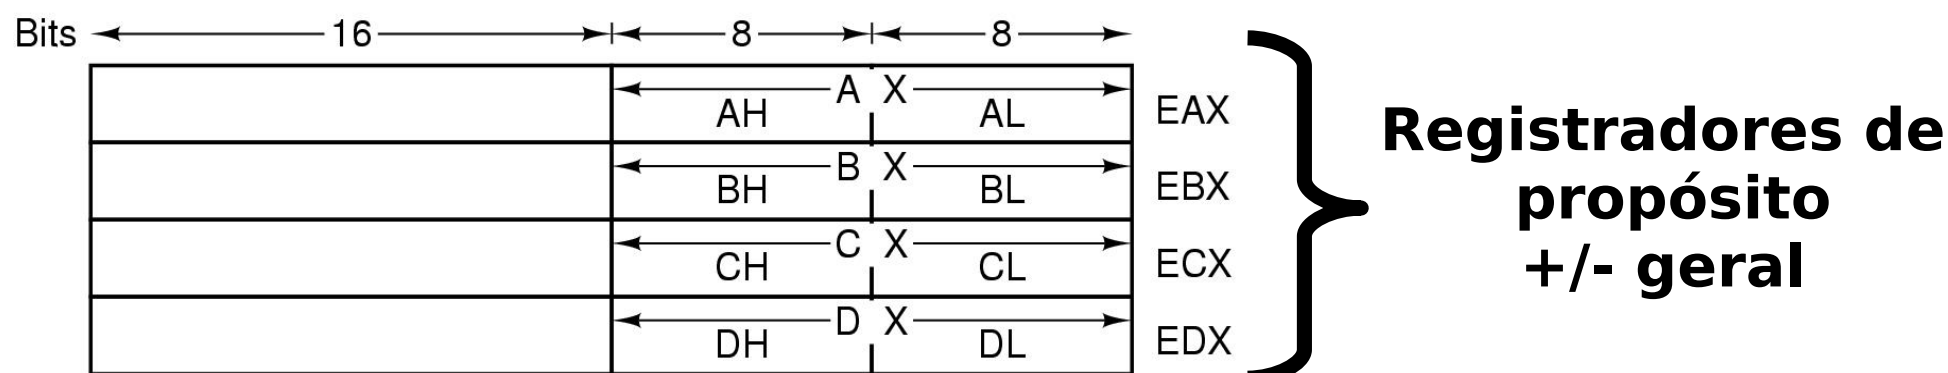 Bits 16 8 8
A X
AH AL EAX
B X
BH BL EBX
C X
CH CL ECX
D X
DH DL EDX
Registradores de
propósito
+/- geral